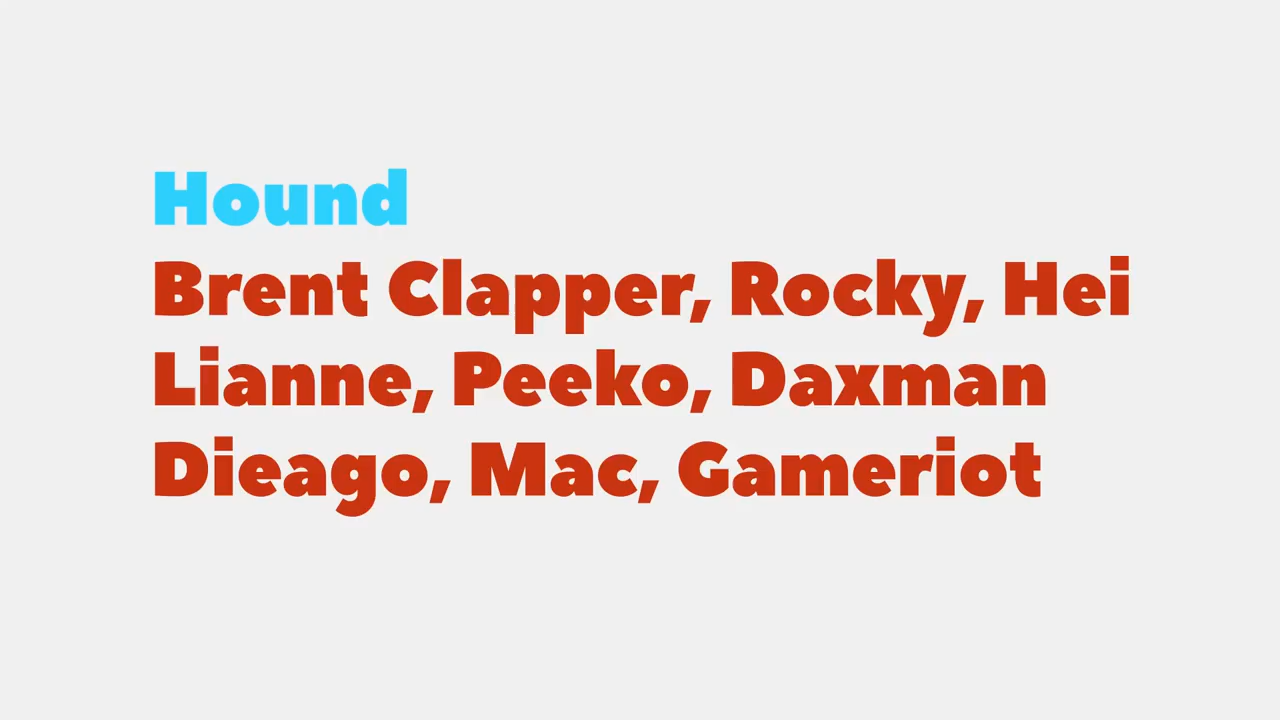 Hound
Brent Clapper, Rocky, Hei
Lianne, Peeko, Daxman
Dieago, Mac, Gameriot